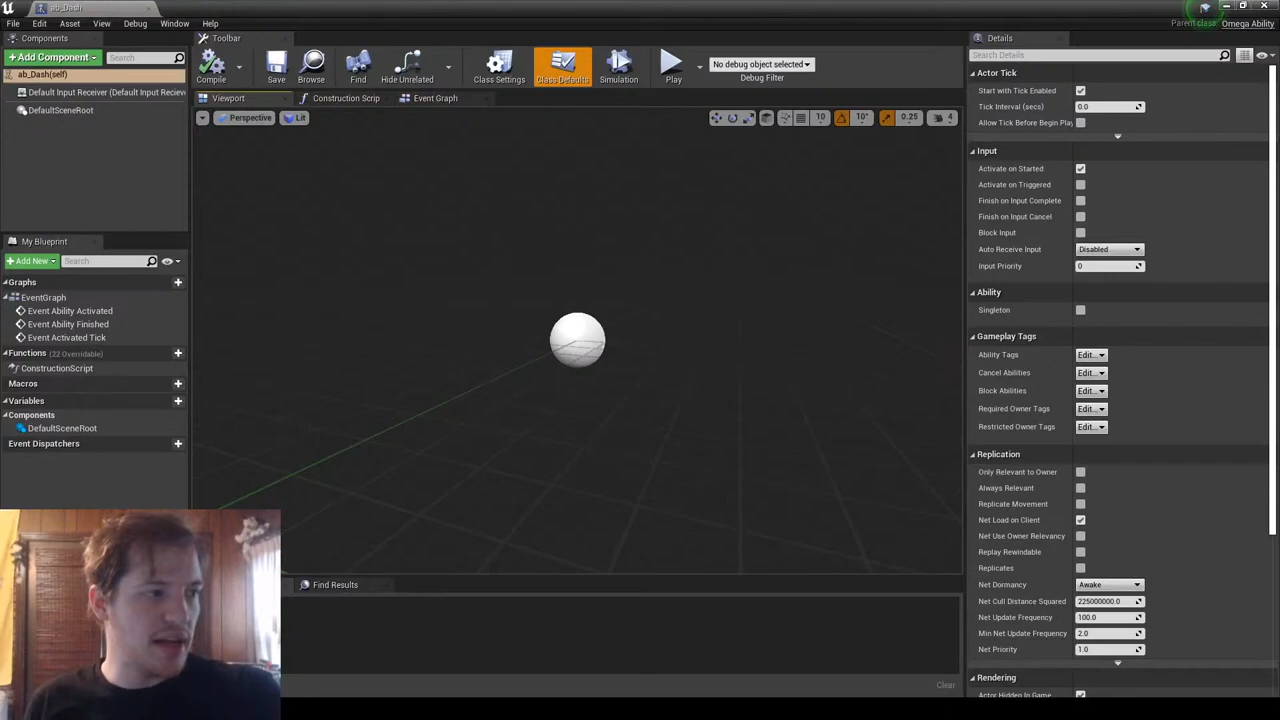 ab_Dash
File Edit Asset View Debug Window Help
Parent class: Omega Ability
Components
Toolbar
Details
+Add Component
Search
Compile
Save
Browse
Find
Hide Unrelated
Class Settings
Class Defaults
Simulation
Play
No debug object selected
Debug Filter
Search Details
ab_Dash(self)
Default Input Receiver (Default Input Receive
DefaultSceneRoot
Viewport
Construction Scrip
Event Graph
Perspective
Lit
10
10°
0.25
4
Actor Tick
Start with Tick Enabled
Tick Interval (secs) 0.0
Allow Tick Before Begin Play
Input
Activate on Started
Activate on Triggered
Finish on Input Complete
Finish on Input Cancel
Block Input
Auto Receive Input Disabled
Input Priority 0
Ability
Singleton
Gameplay Tags
Ability Tags Edit...
Cancel Abilities Edit...
Block Abilities Edit...
Required Owner Tags Edit...
Restricted Owner Tags Edit...
Replication
Only Relevant to Owner
Always Relevant
Replicate Movement
Net Load on Client
Net Use Owner Relevancy
Replay Rewindable
Replicates
Net Dormancy Awake
Net Cull Distance Squared 225000000.0
Net Update Frequency 100.0
Min Net Update Frequency 2.0
Net Priority 1.0
Rendering
Actor Hidden In Game
My Blueprint
+Add New
Search
Graphs
EventGraph
Event Ability Activated
Event Ability Finished
Event Activated Tick
Functions (22 Overridable)
ConstructionScript
Macros
Variables
Components
DefaultSceneRoot
Event Dispatchers
Find Results
Clear